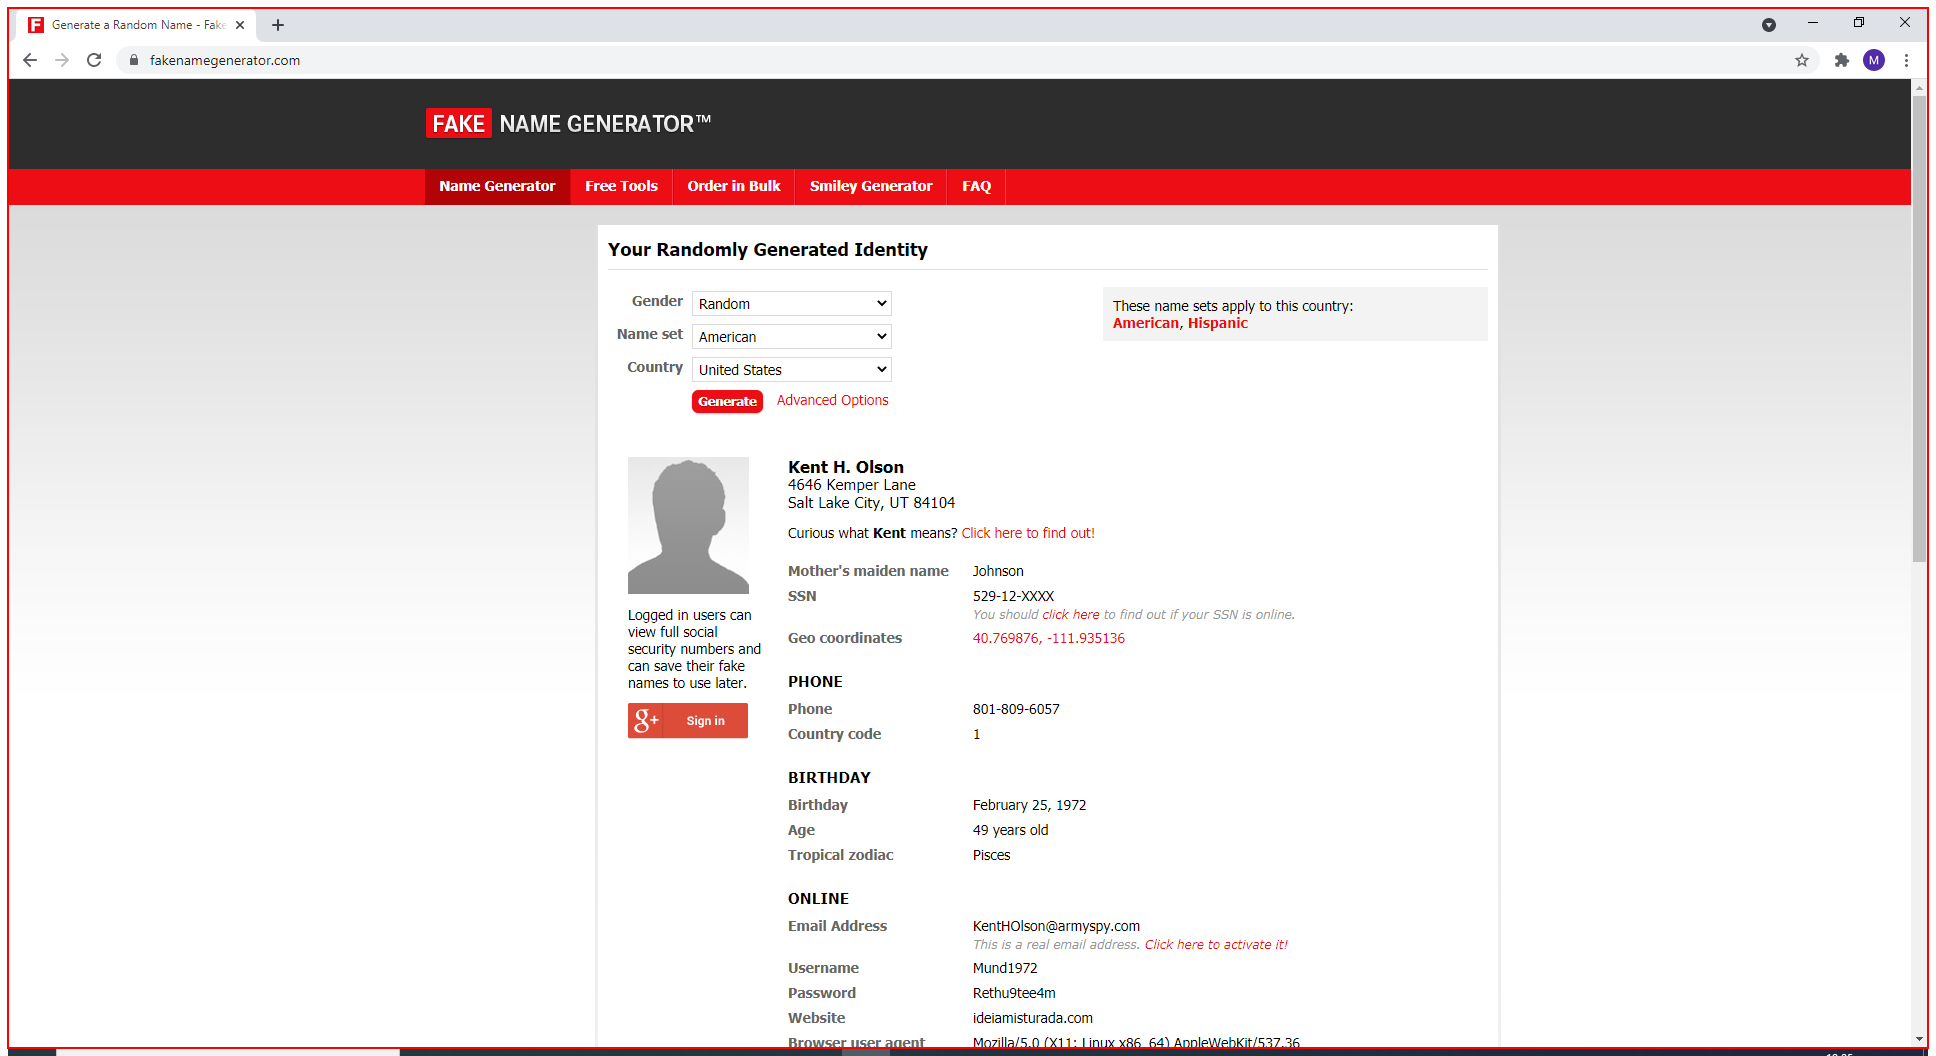 Generate a Random Name - Fake
fakenamegenerator.com
M
FAKE NAME GENERATOR™
Name Generator Free Tools Order in Bulk Smiley Generator FAQ
Your Randomly Generated Identity
Gender Random
Name set American
Country United States
Generate Advanced Options
These name sets apply to this country:
American, Hispanic
Kent H. Olson
4646 Kemper Lane
Salt Lake City, UT 84104
Curious what Kent means? Click here to find out!
Mother's maiden name Johnson
SSN 529-12-XXXX
You should click here to find out if your SSN is online.
Geo coordinates 40.769876, -111.935136
Logged in users can
view full social
security numbers and
can save their fake
names to use later.
g+ Sign in
PHONE
Phone 801-809-6057
Country code 1
BIRTHDAY
Birthday February 25, 1972
Age 49 years old
Tropical zodiac Pisces
ONLINE
Email Address KentHOlson@armyspy.com
This is a real email address. Click here to activate it!
Username Mund1972
Password Rethu9tee4m
Website ideiamisturada.com
Browser user agent Mozilla/5.0 (X11; Linux x86_64) AppleWebKit/537.36